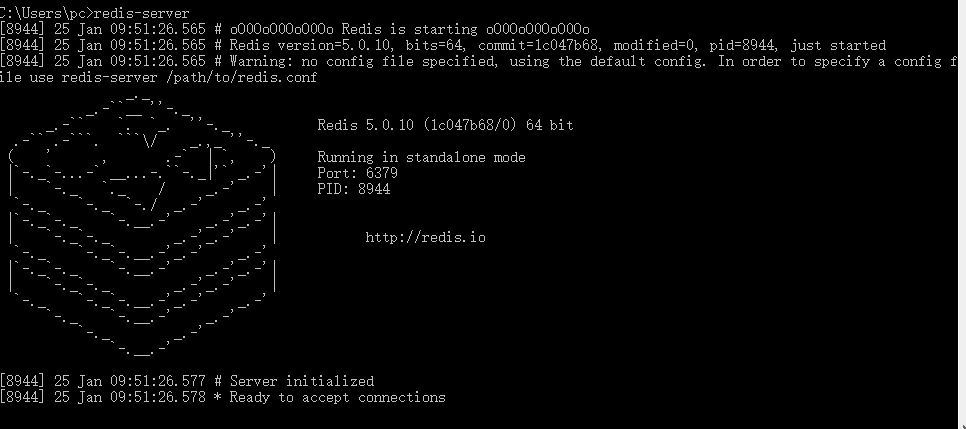 C:\Users\pc>redis-server
[8944] 25 Jan 09:51:26.565 # oO0OoO0OoO0Oo Redis is starting oO0OoO0OoO0Oo
[8944] 25 Jan 09:51:26.565 # Redis version=5.0.10, bits=64, commit=1c047b68, modified=0, pid=8944, just started
[8944] 25 Jan 09:51:26.565 # Warning: no config file specified, using the default config. In order to specify a config f
ile use redis-server /path/to/redis.conf
Redis 5.0.10 (1c047b68/0) 64 bit
Running in standalone mode
Port: 6379
PID: 8944
http://redis.io
[8944] 25 Jan 09:51:26.577 # Server initialized
[8944] 25 Jan 09:51:26.578 * Ready to accept connections